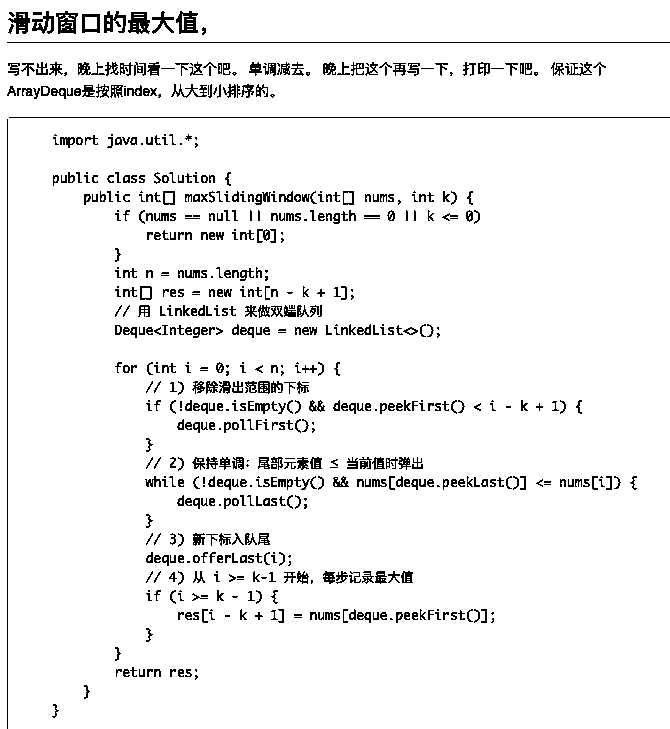 滑动窗口的最大值，
写不出来，晚上找时间看一下这个吧。 单调减去。 晚上把这个再写一下，打印一下吧。 保证这个
ArrayDeque是按照index，从大到小排序的。
import java.util.*;
public class Solution {
public int[] maxSlidingWindow(int[] nums, int k) {
if (nums == null || nums.length == 0 || k <= 0)
return new int[0];
}
int n = nums.length;
int[] res = new int[n - k + 1];
// 用 LinkedList 来做双端队列
Deque<Integer> deque = new LinkedList<>();
for (int i = 0; i < n; i++) {
// 1) 移除滑出范围的下标
if (!deque.isEmpty() && deque.peekFirst() < i - k + 1) {
deque.pollFirst();
}
// 2) 保持单调：尾部元素值 ≤ 当前值时弹出
while (!deque.isEmpty() && nums[deque.peekLast()] <= nums[i]) {
deque.pollLast();
}
// 3) 新下标入队尾
deque.offerLast(i);
// 4) 从 i >= k-1 开始，每步记录最大值
if (i >= k - 1) {
res[i - k + 1] = nums[deque.peekFirst()];
}
}
return res;
}
}